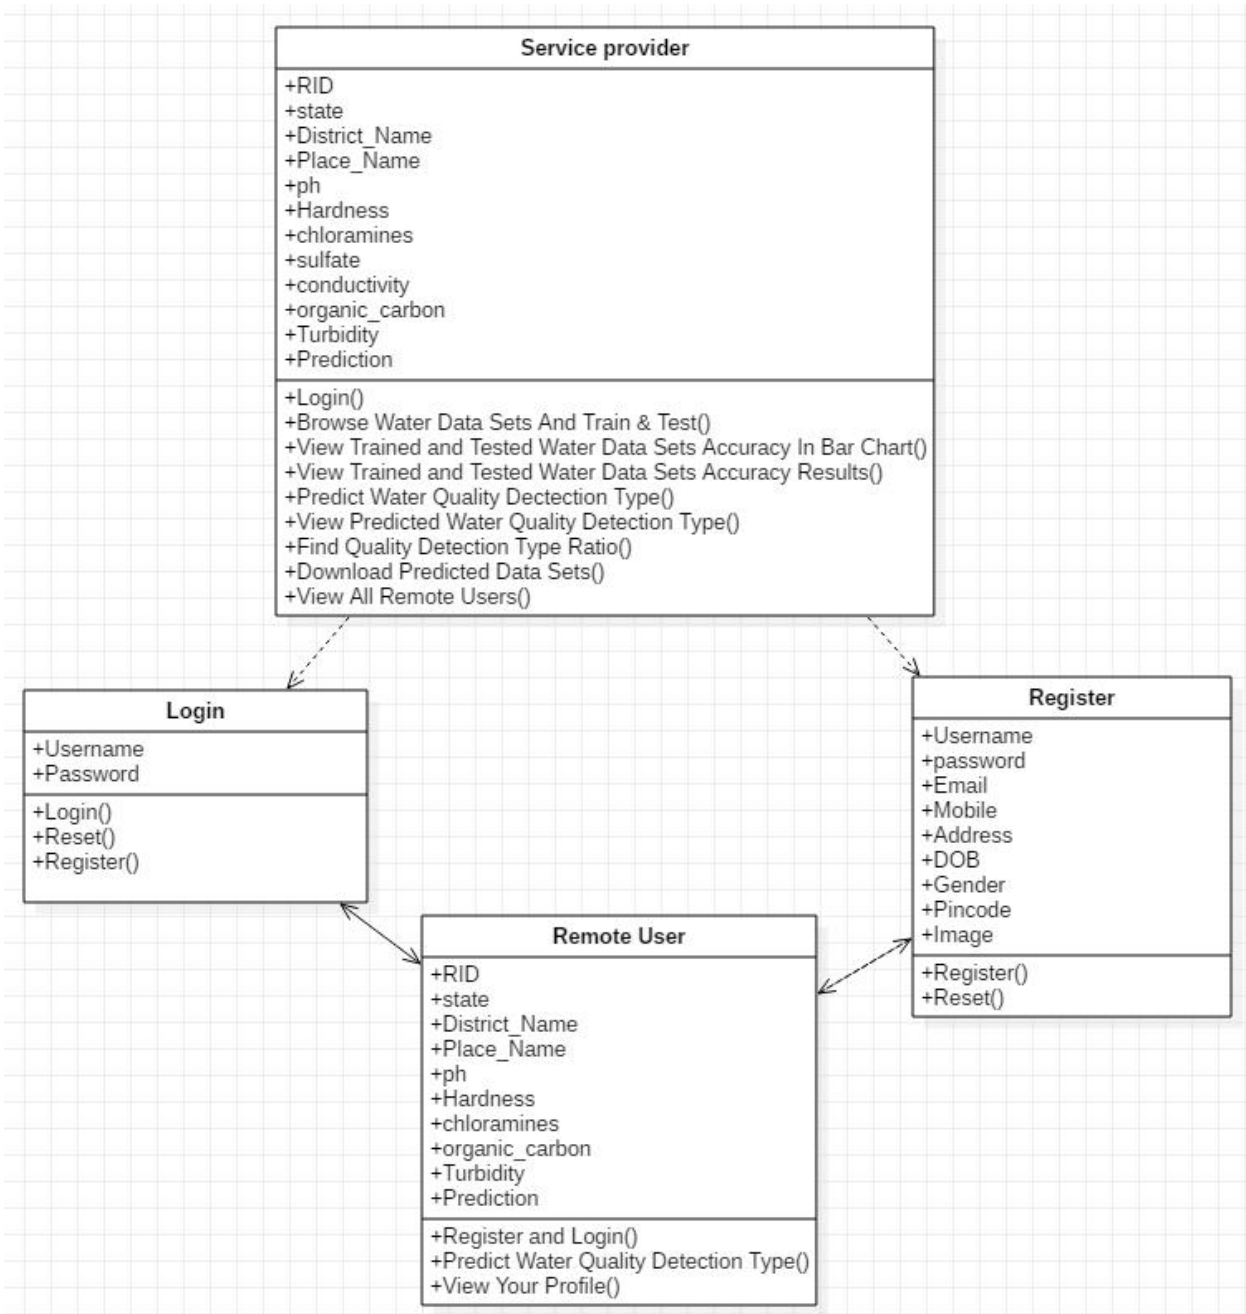 Service provider
+RID
+state
+District_Name
+Place_Name
+ph
+Hardness
+chloramines
+sulfate
+conductivity
+organic_carbon
+Turbidity
+Prediction
+Login()
+Browse Water Data Sets And Train & Test()
+View Trained and Tested Water Data Sets Accuracy In Bar Chart()
+View Trained and Tested Water Data Sets Accuracy Results()
+Predict Water Quality Dectection Type()
+View Predicted Water Quality Detection Type()
+Find Quality Detection Type Ratio()
+Download Predicted Data Sets()
+View All Remote Users()
Login
+Username
+Password
+Login()
+Reset()
+Register()
Register
+Username
+password
+Email
+Mobile
+Address
+DOB
+Gender
+Pincode
+Image
+Register()
+Reset()
Remote User
+RID
+state
+District_Name
+Place_Name
+ph
+Hardness
+chloramines
+organic_carbon
+Turbidity
+Prediction
+Register and Login()
+Predict Water Quality Detection Type()
+View Your Profile()